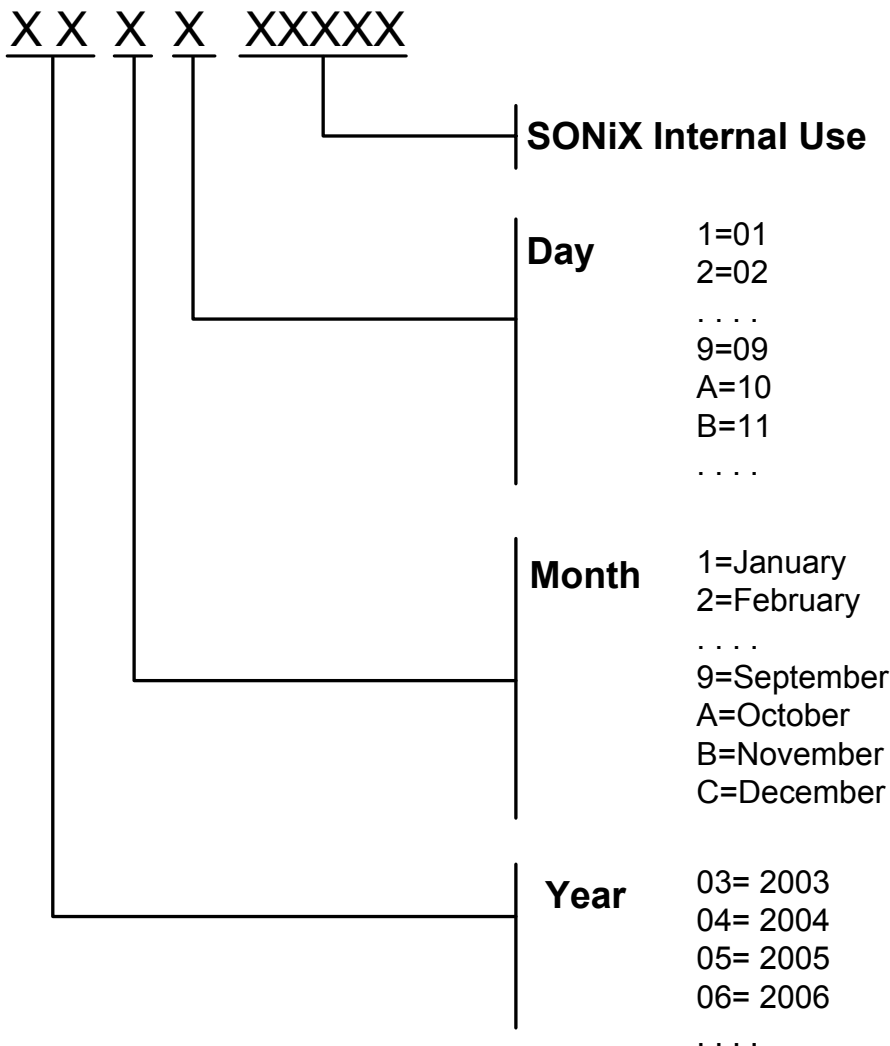 X X X X XXXXX
SONiX Internal Use
Day
1=01
2=02
. . . .
9=09
A=10
B=11
. . . .
Month
1=January
2=February
. . . .
9=September
A=October
B=November
C=December
Year
03= 2003
04= 2004
05= 2005
06= 2006
. . . .